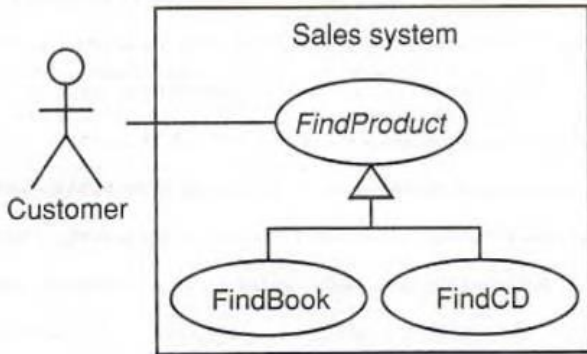 Sales system
FindProduct
Customer
FindBook
FindCD